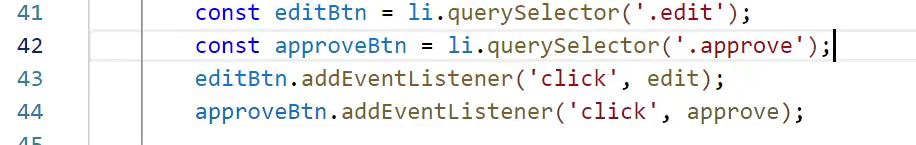 41 const editBtn = li.querySelector('.edit');
42 const approveBtn = li.querySelector('.approve');
43 editBtn.addEventListener('click', edit);
44 approveBtn.addEventListener('click', approve);
45